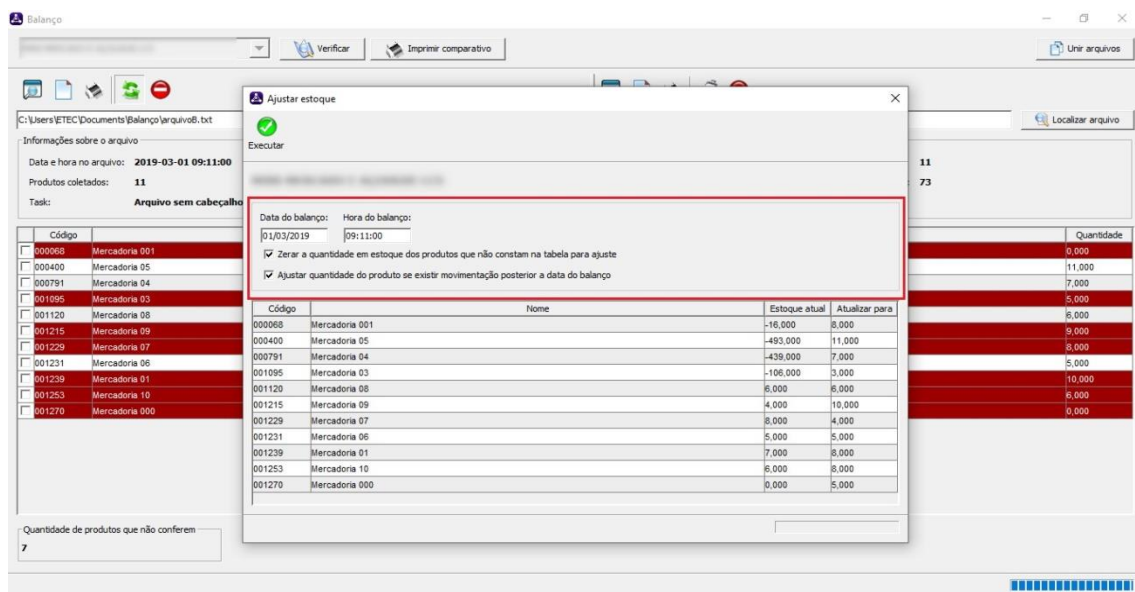 Balanço
Verificar Imprimir comparativo Unir arquivos
C:\Users\ETEC\Documents\Balanço\arquivoB.txt Localizar arquivo
Informações sobre o arquivo
Data e hora no arquivo: 2019-03-01 09:11:00 11
Produtos coletados: 11 73
Task: Arquivo sem cabeçalho
Ajustar estoque
Executar
Data do balanço: Hora do balanço:
01/03/2019 09:11:00
Zerar a quantidade em estoque dos produtos que não constam na tabela para ajuste
Ajustar quantidade do produto se existir movimentação posterior a data do balanço
Código Nome Estoque atual Atualizar para
000068 Mercadoria 001 -16,000 8,000
000400 Mercadoria 05 -493,000 11,000
000791 Mercadoria 04 -439,000 7,000
001095 Mercadoria 03 -106,000 3,000
001120 Mercadoria 08 6,000 6,000
001215 Mercadoria 09 4,000 10,000
001229 Mercadoria 07 8,000 4,000
001231 Mercadoria 06 5,000 5,000
001239 Mercadoria 01 7,000 8,000
001253 Mercadoria 10 6,000 8,000
001270 Mercadoria 000 0,000 5,000
Código Quantidade
000068 Mercadoria 001 0,000
000400 Mercadoria 05 11,000
000791 Mercadoria 04 7,000
001095 Mercadoria 03 5,000
001120 Mercadoria 08 6,000
001215 Mercadoria 09 9,000
001229 Mercadoria 07 8,000
001231 Mercadoria 06 5,000
001239 Mercadoria 01 10,000
001253 Mercadoria 10 6,000
001270 Mercadoria 000 0,000
Quantidade de produtos que não conferem
7